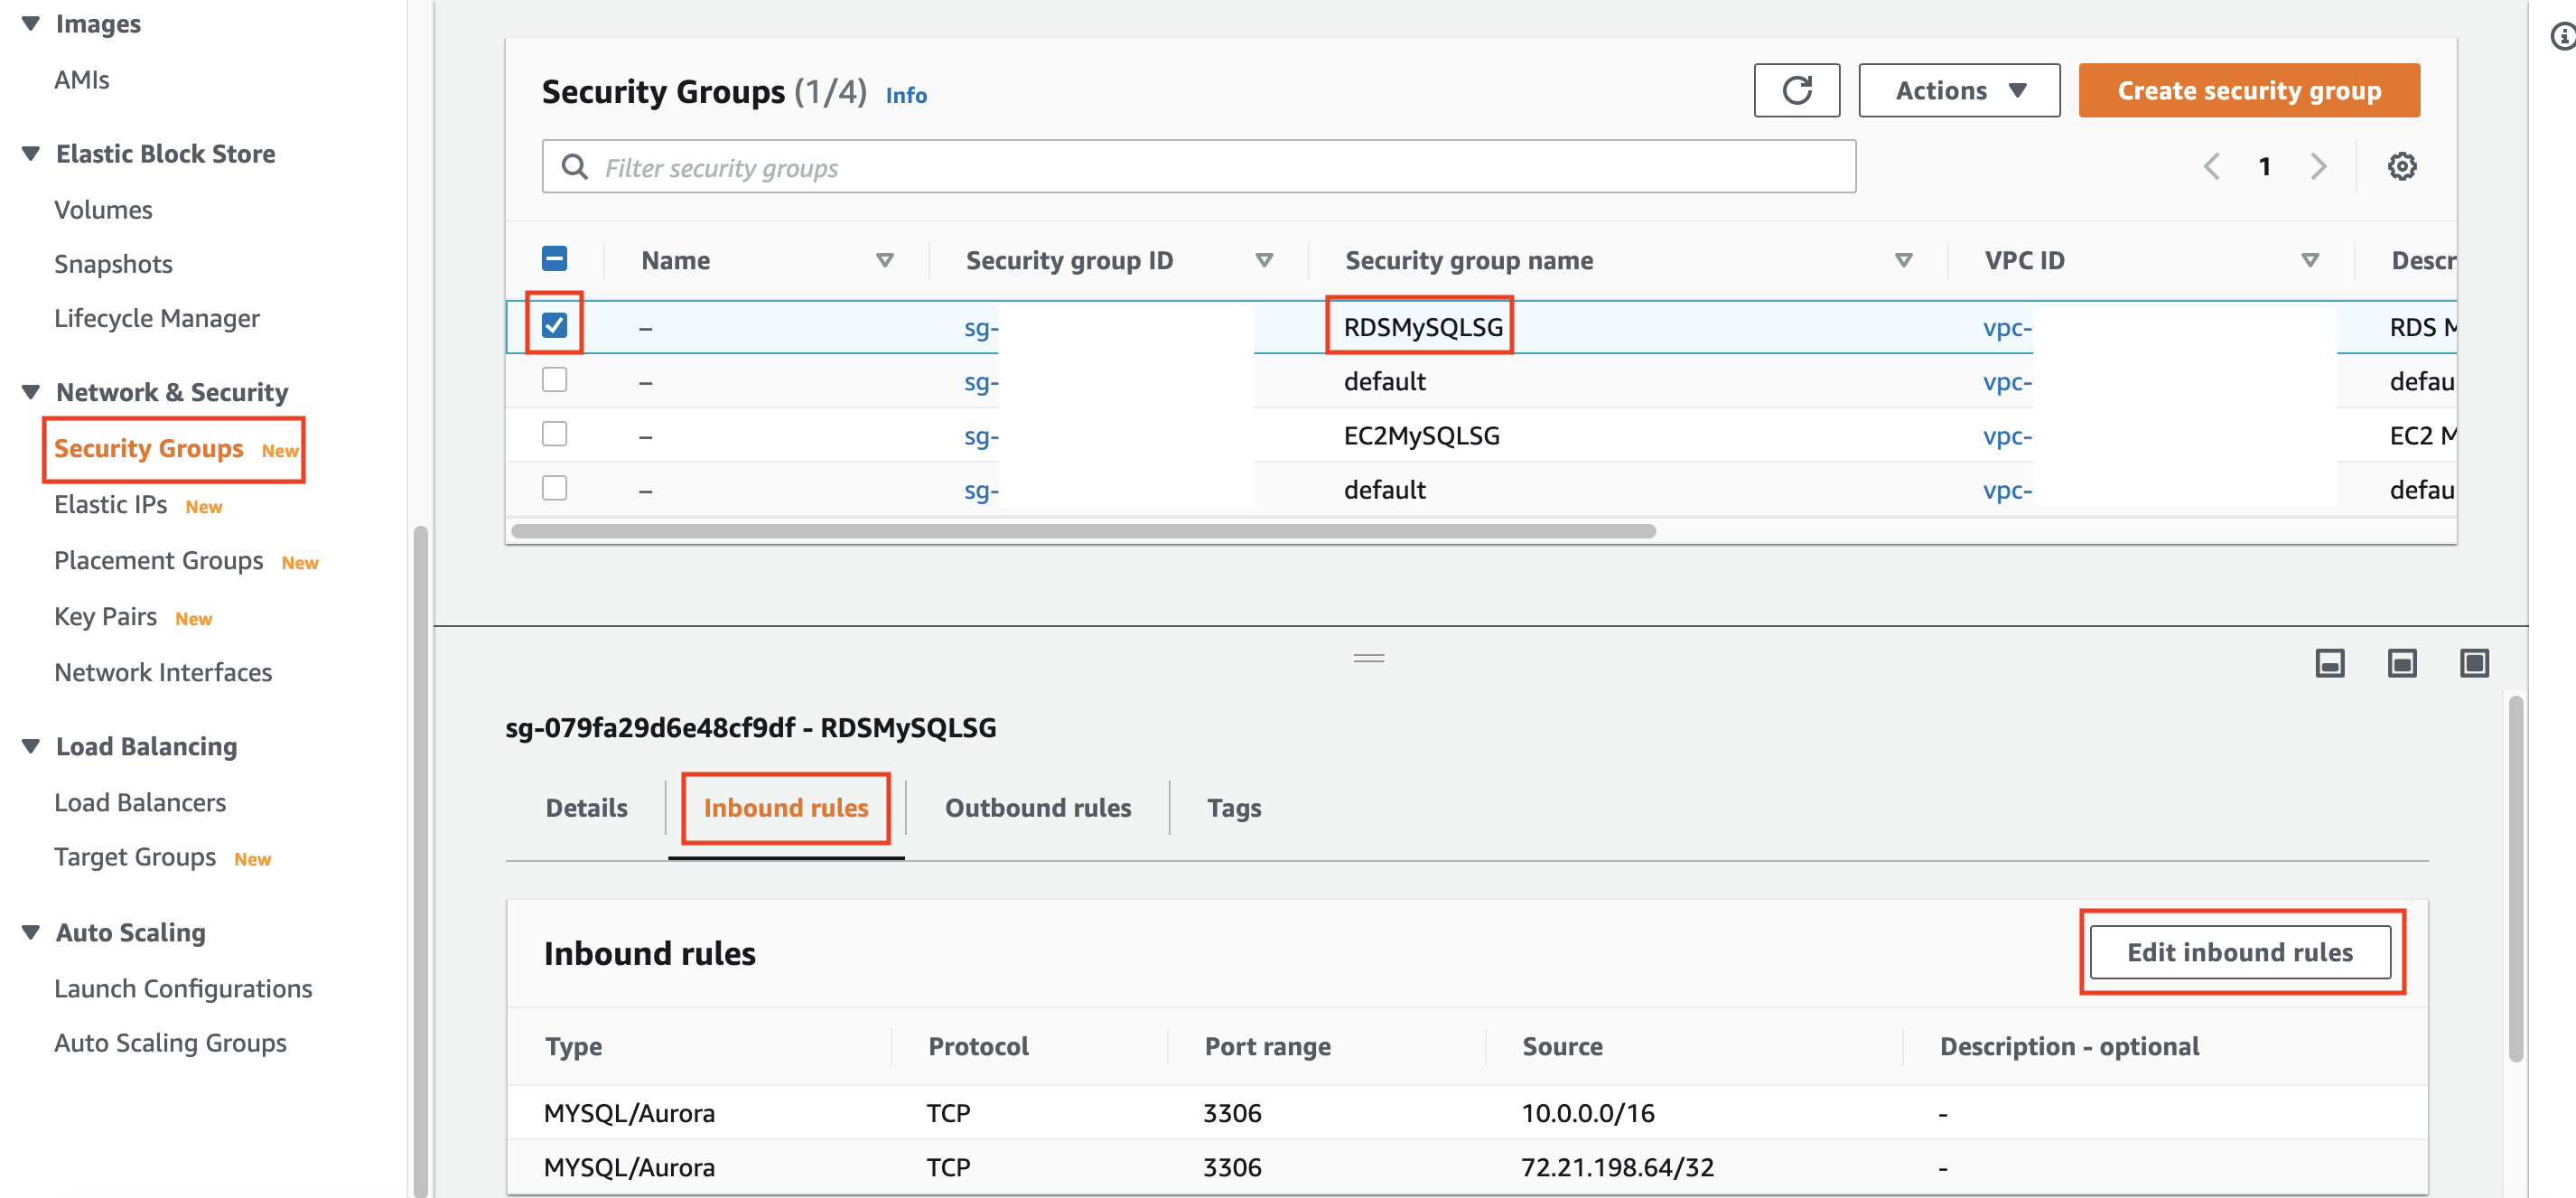 Images
AMIs
Elastic Block Store
Volumes
Snapshots
Lifecycle Manager
Network & Security
Security Groups New
Elastic IPs New
Placement Groups New
Key Pairs New
Network Interfaces
Load Balancing
Load Balancers
Target Groups New
Auto Scaling
Launch Configurations
Auto Scaling Groups
Security Groups (1/4) Info
Actions
Create security group
Filter security groups
1
Name Security group ID Security group name VPC ID Descr
– sg- RDSMySQLSG vpc- RDS M
– sg- default vpc- defau
– sg- EC2MySQLSG vpc- EC2 M
– sg- default vpc- defau
sg-079fa29d6e48cf9df - RDSMySQLSG
Details Inbound rules Outbound rules Tags
Inbound rules
Edit inbound rules
Type Protocol Port range Source Description - optional
MYSQL/Aurora TCP 3306 10.0.0.0/16 -
MYSQL/Aurora TCP 3306 72.21.198.64/32 -